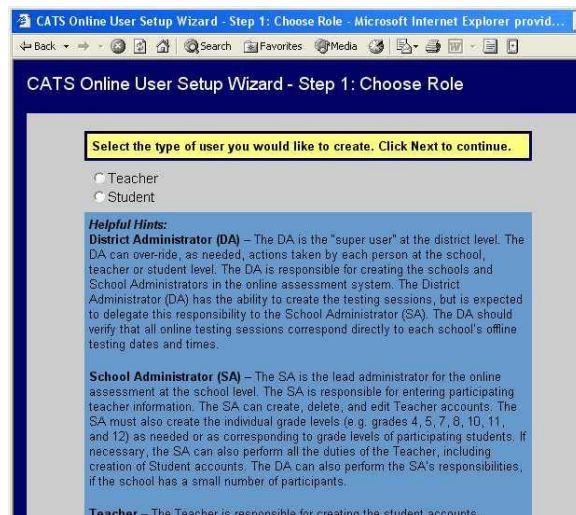 CATS Online User Setup Wizard - Step 1: Choose Role - Microsoft Internet Explorer provid...
Back Search Favorites Media
CATS Online User Setup Wizard - Step 1: Choose Role
Select the type of user you would like to create. Click Next to continue.
Teacher
Student
Helpful Hints:
District Administrator (DA) – The DA is the "super user" at the district level. The
DA can over-ride, as needed, actions taken by each person at the school,
teacher or student level. The DA is responsible for creating the schools and
School Administrators in the online assessment system. The District
Administrator (DA) has the ability to create the testing sessions, but is expected
to delegate this responsibility to the School Administrator (SA). The DA should
verify that all online testing sessions correspond directly to each school's offline
testing dates and times.
School Administrator (SA) – The SA is the lead administrator for the online
assessment at the school level. The SA is responsible for entering participating
teacher information. The SA can create, delete, and edit Teacher accounts. The
SA must also create the individual grade levels (e.g. grades 4, 5, 7, 8, 10, 11,
and 12) as needed or as corresponding to grade levels of participating students. If
necessary, the SA can also perform all the duties of the Teacher, including
creation of Student accounts. The DA can also perform the SA's responsibilities,
if the school has a small number of participants.
Teacher – The Teacher is responsible for creating the student accounts